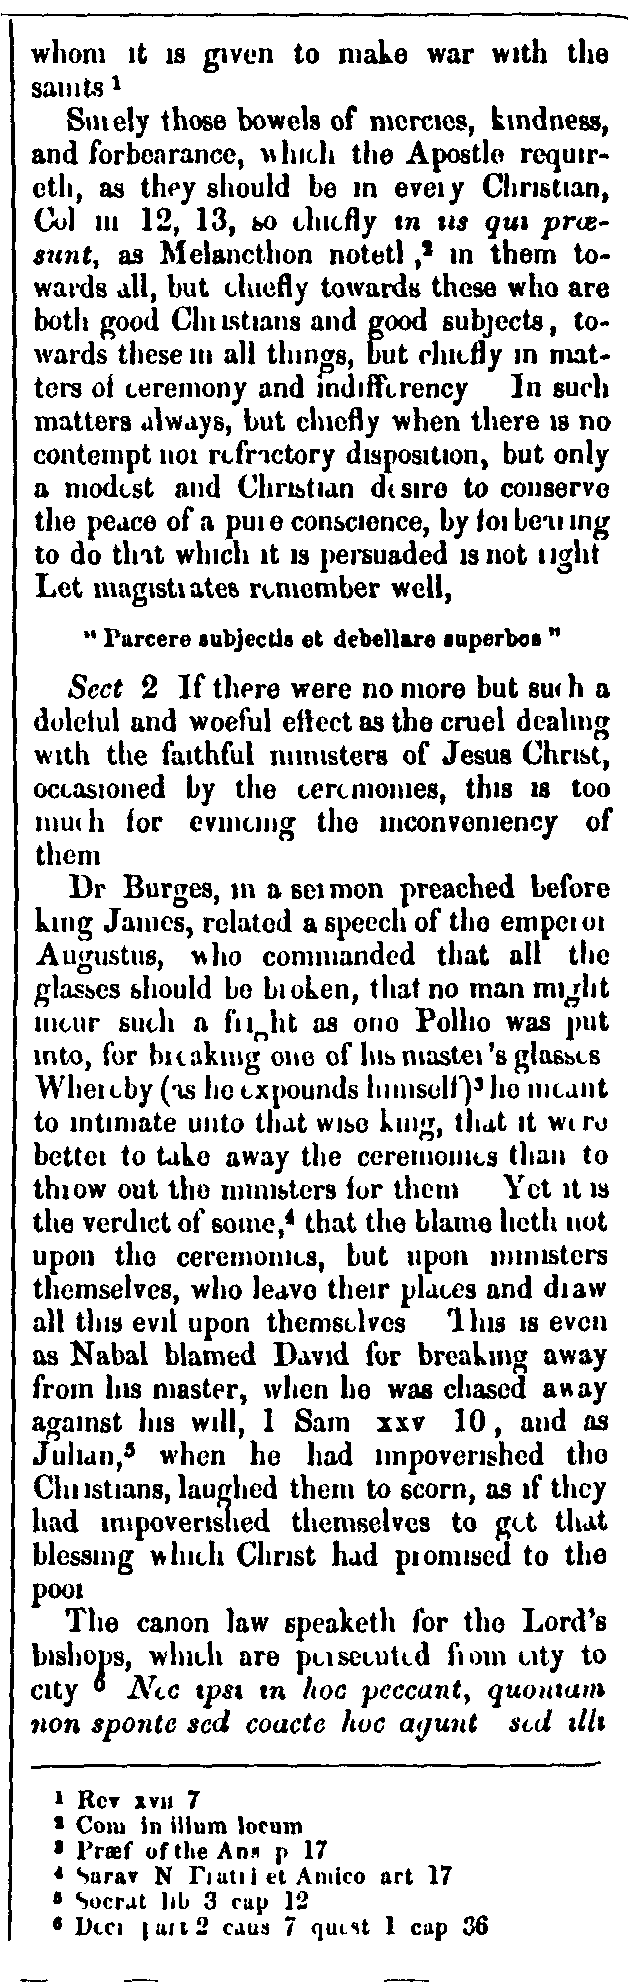 whom it is given to make war with the
saints 1
Surely those bowels of mercies, kindness,
and forbearance, which the Apostle requir-
eth, as they should be in every Christian,
Col iii 12, 13, so chiefly in iis qui præ-
sunt, as Melancthon noteth,2 in them to-
wards all, but chiefly towards these who are
both good Christians and good subjects, to-
wards these in all things, but chiefly in mat-
ters of ceremony and indifferency In such
matters always, but chiefly when there is no
contempt nor refractory disposition, but only
a modest and Christian desire to conserve
the peace of a pure conscience, by forbearing
to do that which it is persuaded is not right
Let magistrates remember well,
" Parcere subjectis et debellare superbos "
Sect 2 If there were no more but such a
doleful and woeful effect as the cruel dealing
with the faithful ministers of Jesus Christ,
occasioned by the ceremonies, this is too
much for evincing the inconveniency of
them
Dr Burges, in a sermon preached before
king James, related a speech of the emperor
Augustus, who commanded that all the
glasses should be broken, that no man might
incur such a fright as one Pollio was put
into, for breaking one of his master's glasses
Whereby (as he expounds himself)3 he meant
to intimate unto that wise king, that it were
better to take away the ceremonies than to
throw out the ministers for them Yet it is
the verdict of some,4 that the blame lieth not
upon the ceremonies, but upon ministers
themselves, who leave their places and draw
all this evil upon themselves This is even
as Nabal blamed David for breaking away
from his master, when he was chased away
against his will, 1 Sam xxv 10, and as
Julian,5 when he had impoverished the
Christians, laughed them to scorn, as if they
had impoverished themselves to get that
blessing which Christ had promised to the
poor
The canon law speaketh for the Lord's
bishops, which are persecuted from city to
city 6 Nec ipsi in hoc peccant, quoniam
non sponte sed coacte hoc agunt sed illi
1 Rev xvii 7
2 Com in illum locum
3 Præf of the Ans p 17
4 Sarav N Fratri et Amico art 17
5 Socrat lib 3 cap 12
6 Decr part 2 caus 7 quest 1 cap 36